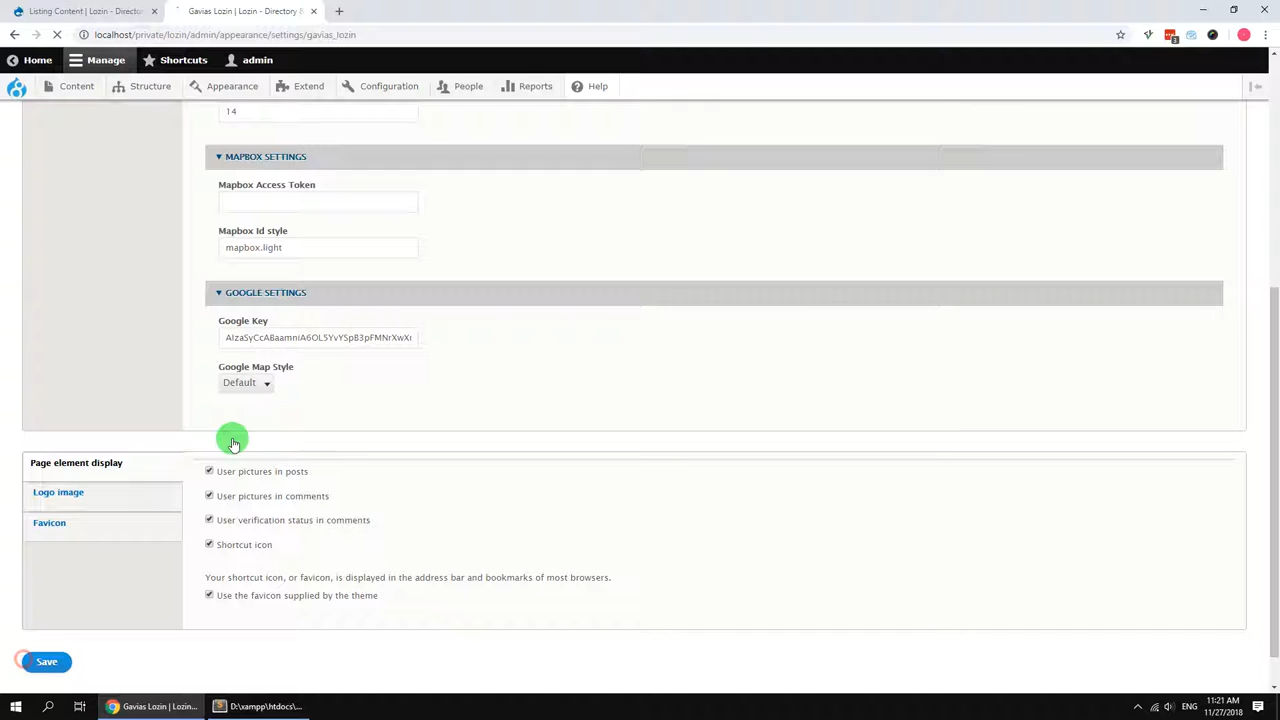 Listing Content | Lozin - Director
Gavias Lozin | Lozin - Directory &
localhost/private/lozin/admin/appearance/settings/gavias_lozin
Home
Manage
Shortcuts
admin
Content
Structure
Appearance
Extend
Configuration
People
Reports
Help
14
MAPBOX SETTINGS
Mapbox Access Token
Mapbox Id style
mapbox.light
GOOGLE SETTINGS
Google Key
Google Map Style
Default
Page element display
Logo image
Favicon
User pictures in posts
User pictures in comments
User verification status in comments
Shortcut icon
Your shortcut icon, or favicon, is displayed in the address bar and bookmarks of most browsers.
Use the favicon supplied by the theme
Save
Gavias Lozin | Lozin...
D:\xampp\htdocs\...
ENG
11:21 AM
11/27/2018